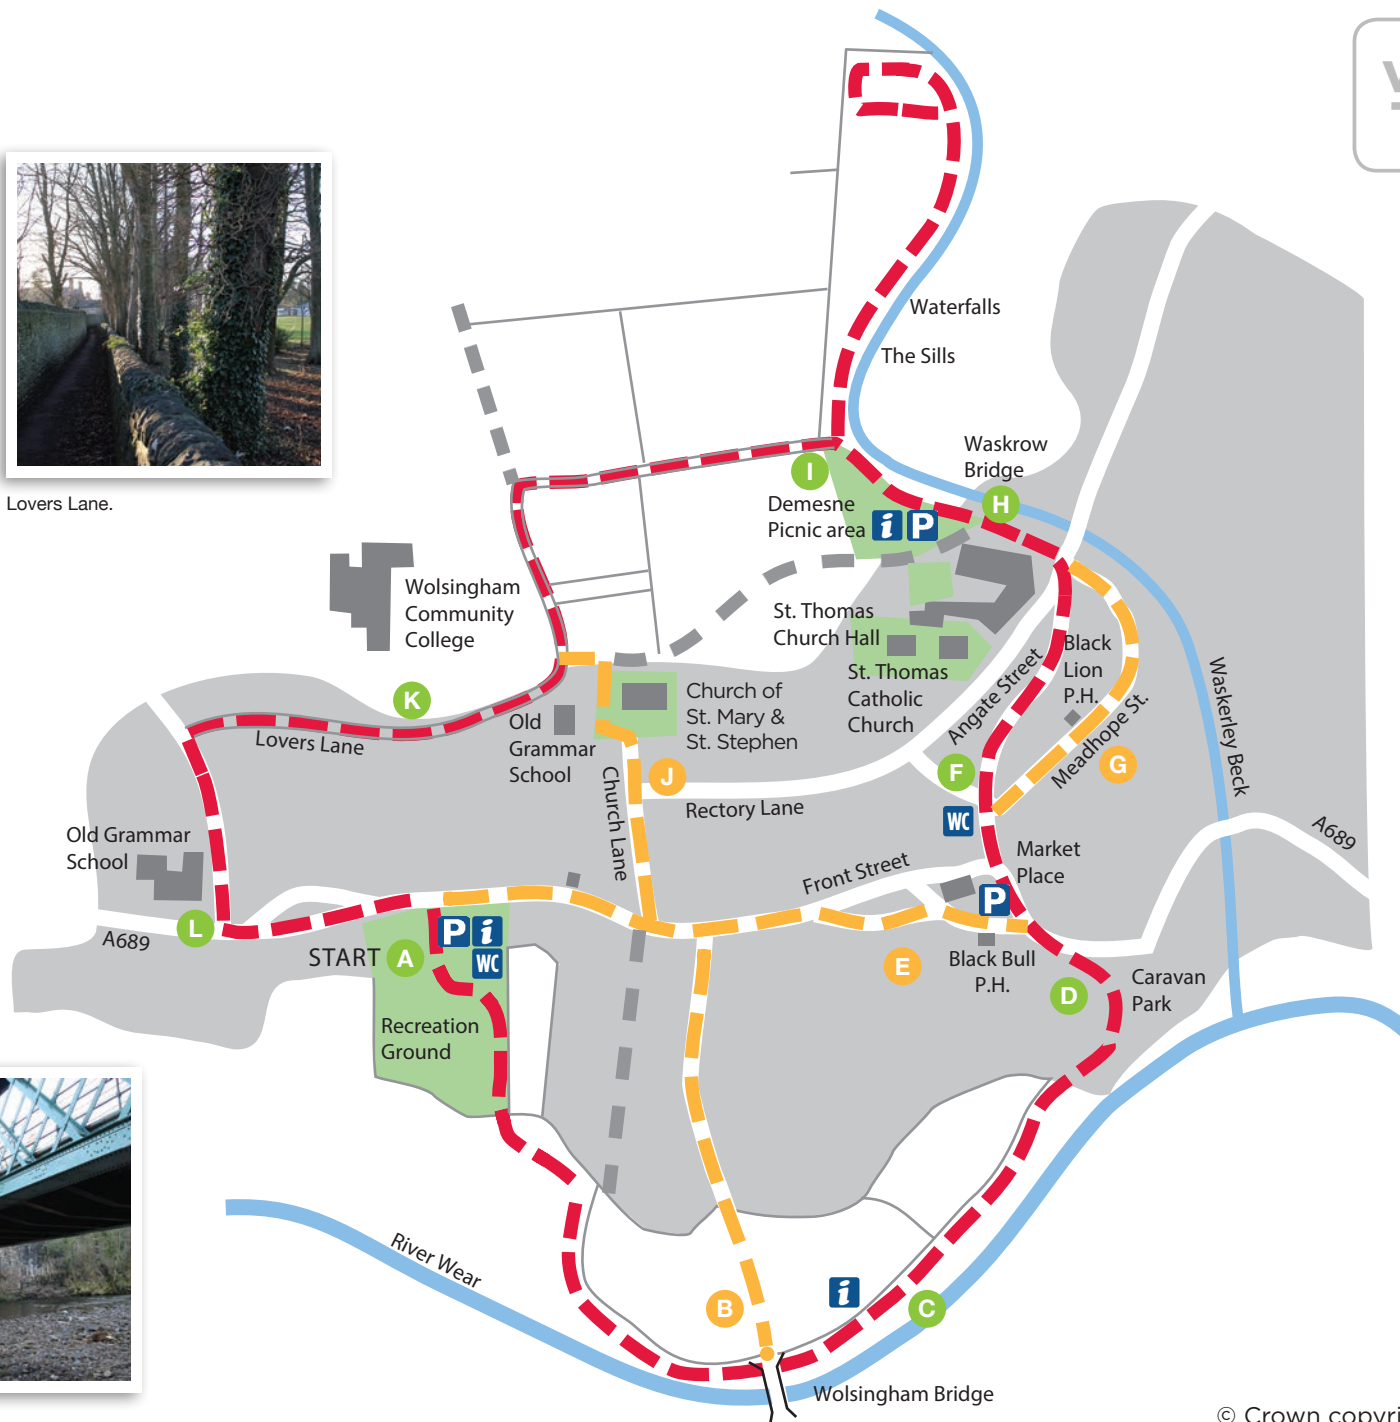 Waterfalls
The Sills
Waskrow
Bridge
H
I
Demesne
Picnic area
i
P
Lovers Lane.
Wolsingham
Community
College
St. Thomas
Church Hall
St. Thomas
Catholic
Church
Black
Lion
P.H.
Angate Street
Meadhope St.
Waskerley Beck
K
Lovers Lane
Old
Grammar
School
Church of
St. Mary &
St. Stephen
J
F
G
Church Lane
Rectory Lane
WC
Old Grammar
School
Market
Place
A689
Front Street
P
L
A689
START
A
P
i
WC
E
Black Bull
P.H.
D
Caravan
Park
Recreation
Ground
River Wear
B
i
C
Wolsingham Bridge
© Crown copyri